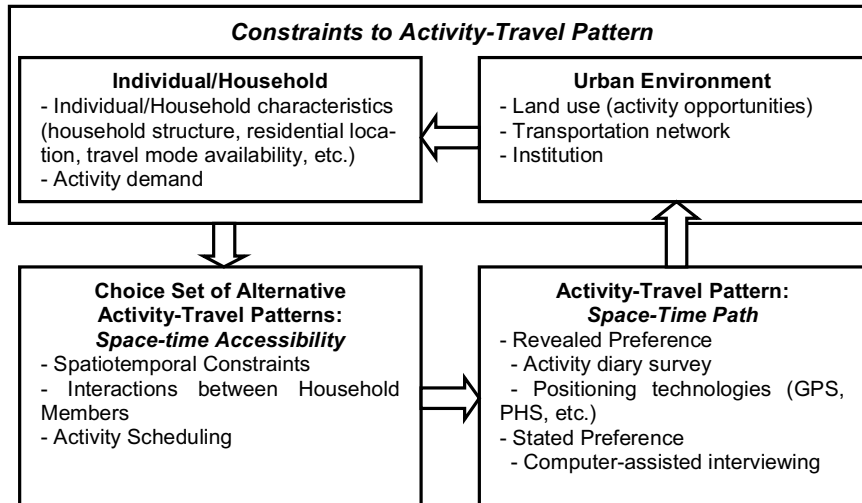 Constraints to Activity-Travel Pattern
Individual/Household
- Individual/Household characteristics
(household structure, residential loca-
tion, travel mode availability, etc.)
- Activity demand
Urban Environment
- Land use (activity opportunities)
- Transportation network
- Institution
Choice Set of Alternative
Activity-Travel Patterns:
Space-time Accessibility
- Spatiotemporal Constraints
- Interactions between Household
Members
- Activity Scheduling
Activity-Travel Pattern:
Space-Time Path
- Revealed Preference
- Activity diary survey
- Positioning technologies (GPS,
PHS, etc.)
- Stated Preference
- Computer-assisted interviewing